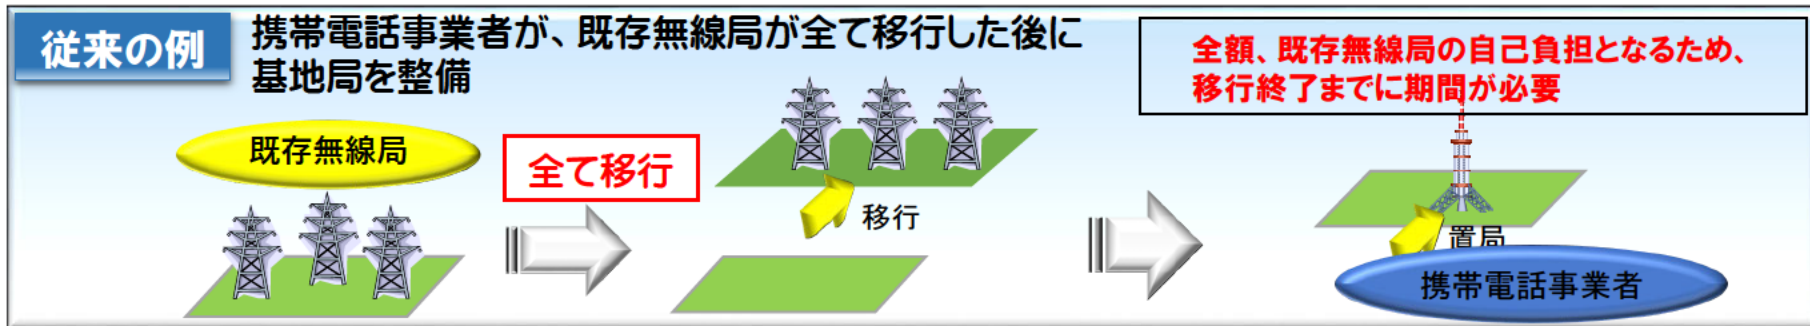 従来の例
携帯電話事業者が、既存無線局が全て移行した後に
基地局を整備
全額、既存無線局の自己負担となるため、
移行終了までに期間が必要
既存無線局
全て移行
移行
置局
携帯電話事業者